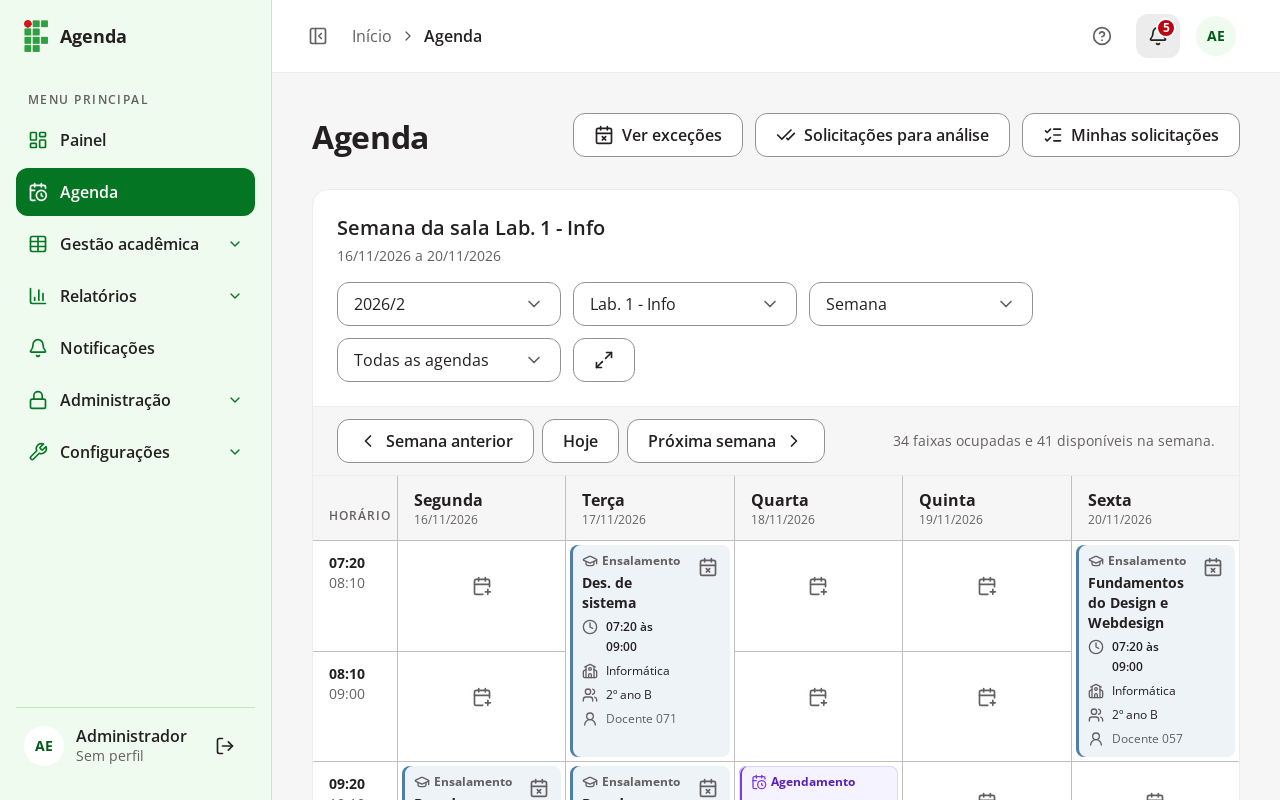 Agenda
MENU PRINCIPAL
Painel
Agenda
Gestão acadêmica
Relatórios
Notificações
Administração
Configurações
AE
Administrador
Sem perfil
Início
Agenda
5
AE
Agenda
Ver exceções
Solicitações para análise
Minhas solicitações
Semana da sala Lab. 1 - Info
16/11/2026 a 20/11/2026
2026/2
Lab. 1 - Info
Semana
Todas as agendas
Semana anterior
Hoje
Próxima semana
34 faixas ocupadas e 41 disponíveis na semana.
HORÁRIO
Segunda
16/11/2026
Terça
17/11/2026
Quarta
18/11/2026
Quinta
19/11/2026
Sexta
20/11/2026
07:20
08:10
Ensalamento
Des. de
sistema
07:20 às
09:00
Informática
2º ano B
Docente 071
Ensalamento
Fundamentos
do Design e
Webdesign
07:20 às
09:00
Informática
2º ano B
Docente 057
08:10
09:00
09:20
Ensalamento
Ensalamento
Agendamento